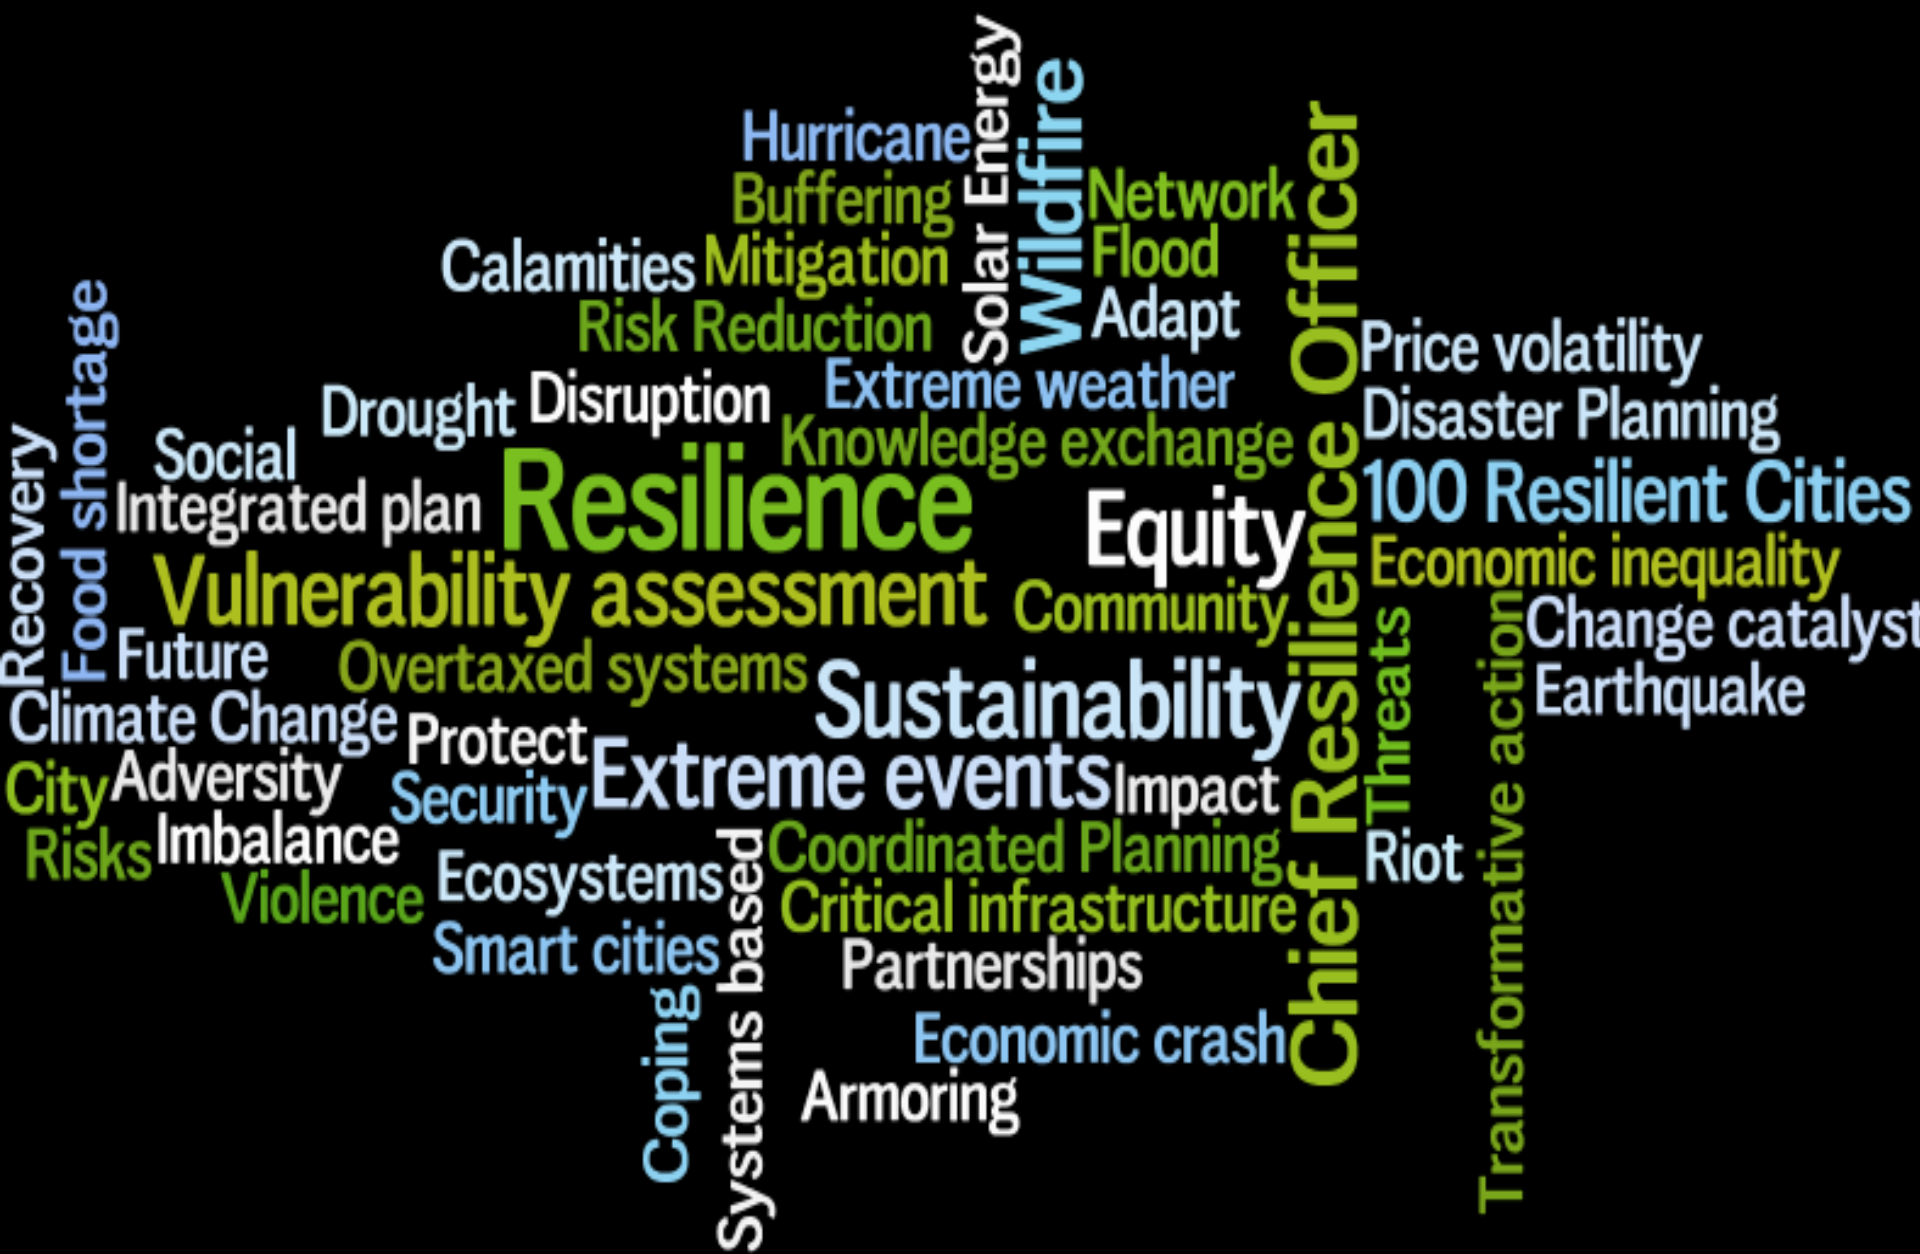 Solar Energy
Wildfire
Hurricane
Buffering
Network
Chief Resilience Officer
Calamities
Mitigation
Flood
Risk Reduction
Adapt
Price volatility
Food shortage
Drought
Disruption
Extreme weather
Disaster Planning
Recovery
Social
Knowledge exchange
Integrated plan
Resilience
Equity
100 Resilient Cities
Vulnerability assessment
Community
Economic inequality
Threats
Transformative action
Change catalyst
Future
Overtaxed systems
Sustainability
Earthquake
Climate Change
Protect
City
Adversity
Security
Extreme events
Impact
Risks
Imbalance
Coordinated Planning
Riot
Violence
Ecosystems
Systems based
Critical infrastructure
Smart cities
Partnerships
Coping
Economic crash
Armoring